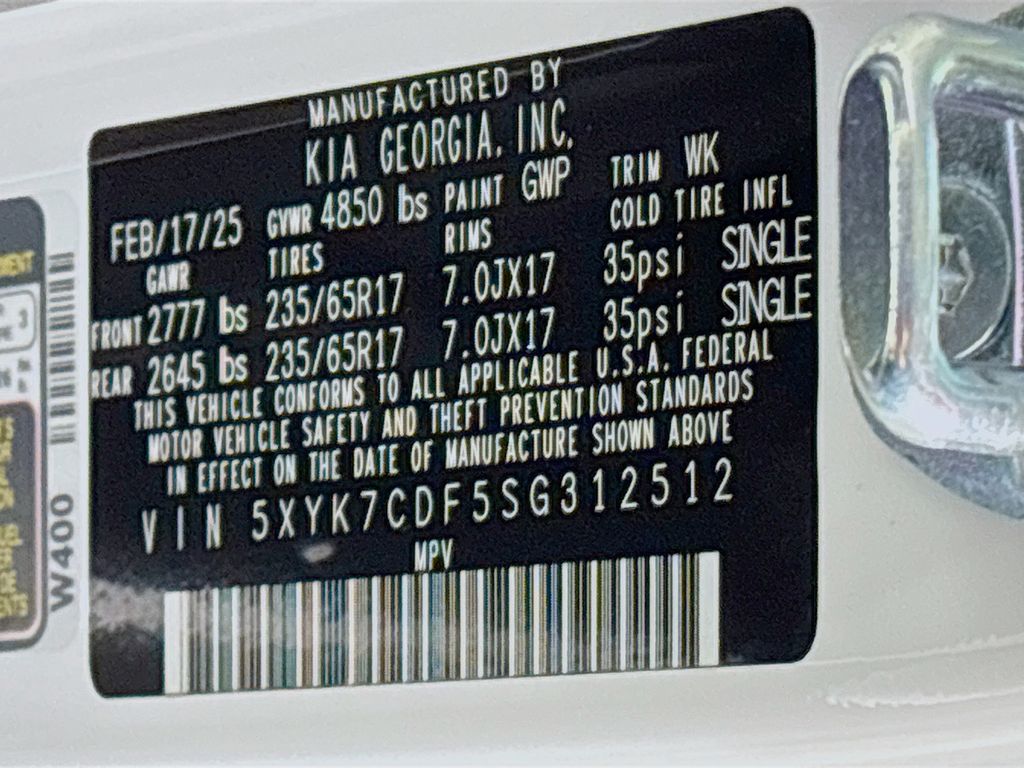 MANUFACTURED BY
KIA GEORGIA, INC.
FEB/17/25 GVWR 4850 lbs PAINT GWP TRIM WK
GAWR TIRES RIMS COLD TIRE INFL
FRONT 2777 lbs 235/65R17 7.0JX17 35psi SINGLE
REAR 2645 lbs 235/65R17 7.0JX17 35psi SINGLE
THIS VEHICLE CONFORMS TO ALL APPLICABLE U.S.A. FEDERAL
MOTOR VEHICLE SAFETY AND THEFT PREVENTION STANDARDS
IN EFFECT ON THE DATE OF MANUFACTURE SHOWN ABOVE
VIN 5XYK7CDF5SG312512
MPV
W400
3